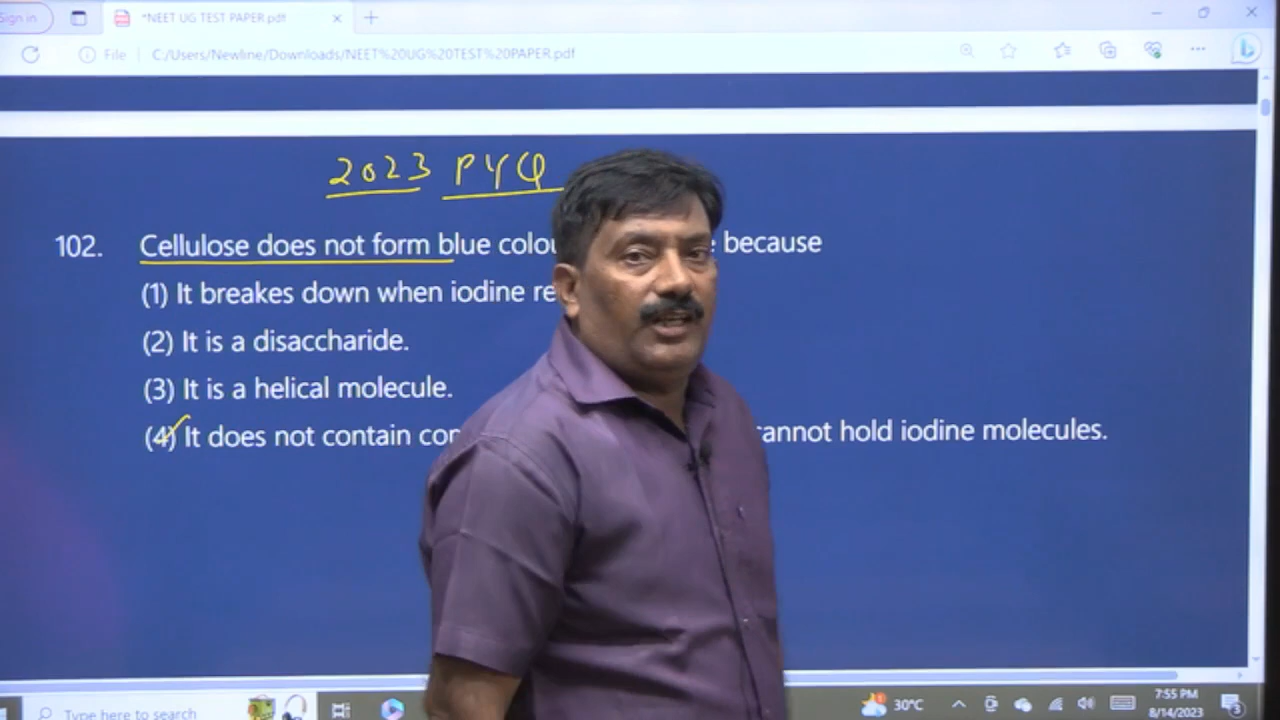 Sign in
*NEET UG TEST PAPER.pdf
File C:/Users/Newline/Downloads/NEET%20UG%20TEST%20PAPER.pdf
2023 PYQ
102. Cellulose does not form blue because
(1) It breakes down when iodine
(2) It is a disaccharide.
(3) It is a helical molecule.
(4) It does not contain cannot hold iodine molecules.
Type here to search
30°C
7:55 PM
8/14/2023
3